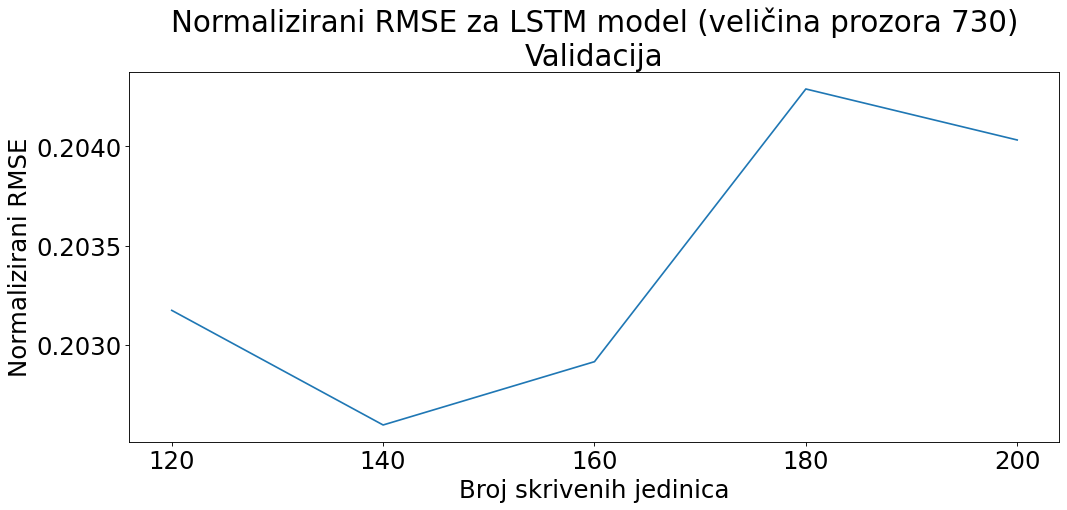 Normalizirani RMSE za LSTM model (veličina prozora 730)
Validacija
Normalizirani RMSE
0.2040
0.2035
0.2030
120 140 160 180 200
Broj skrivenih jedinica